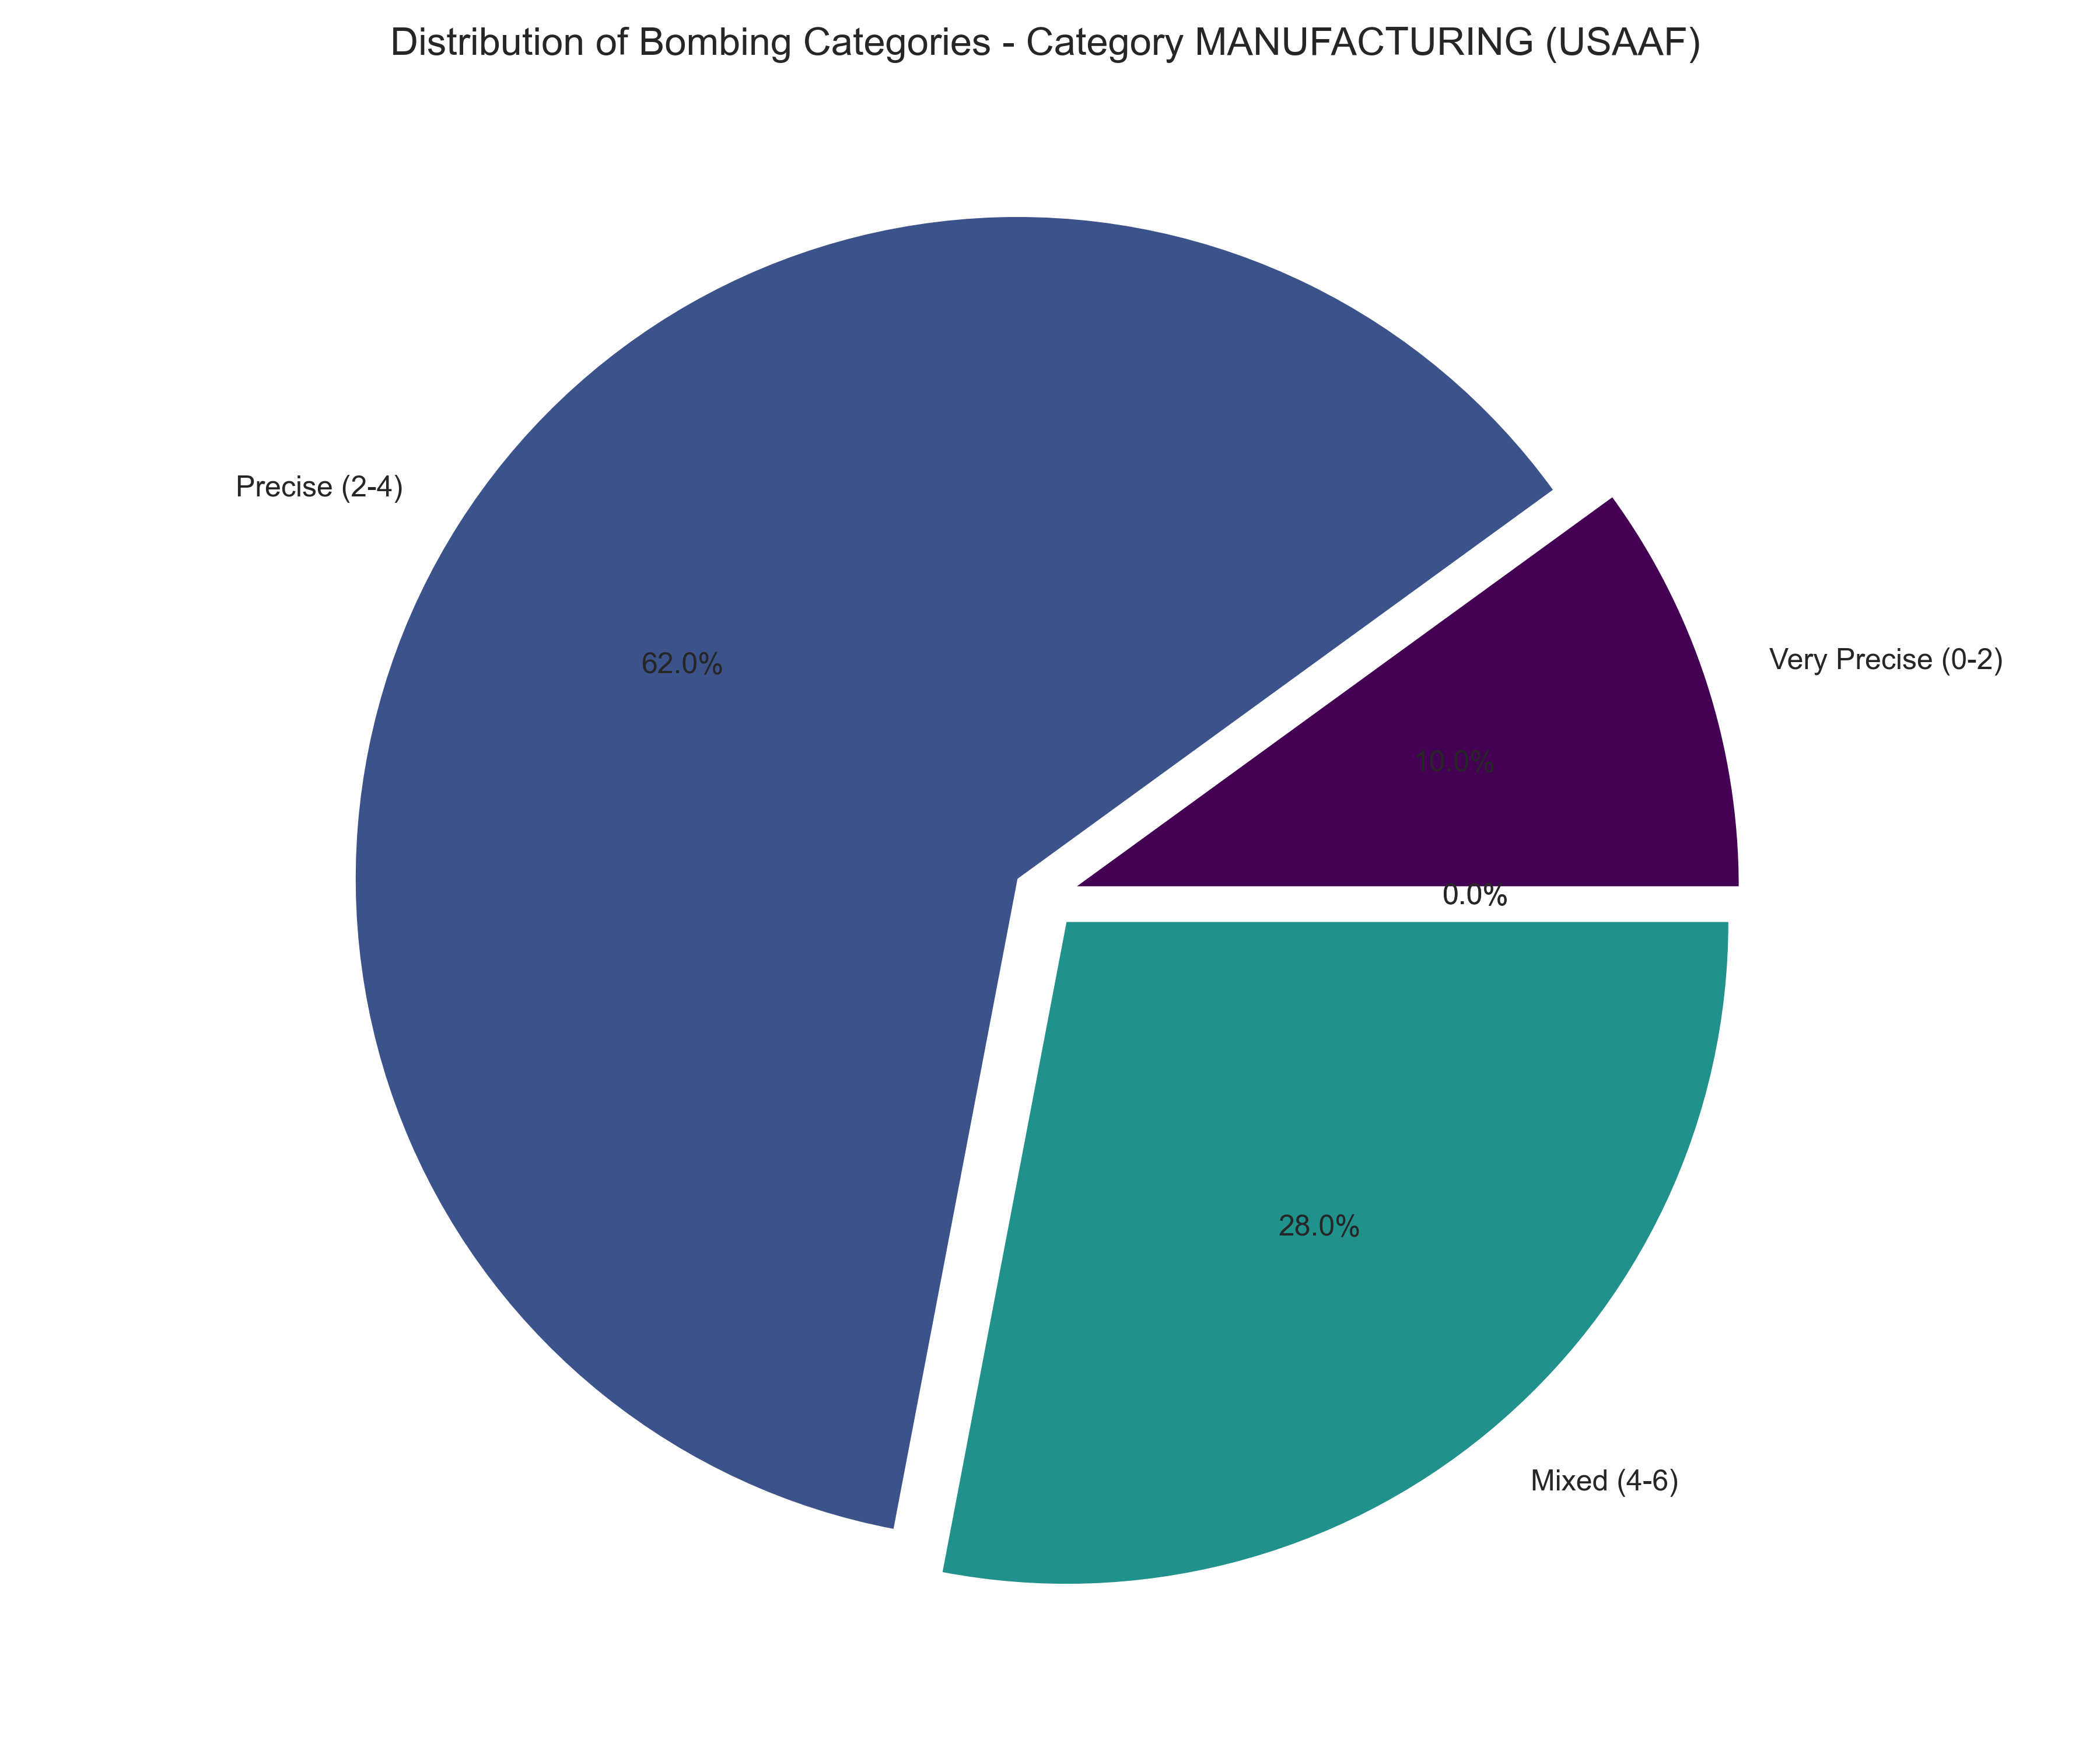 Distribution of Bombing Categories - Category MANUFACTURING (USAAF)
Precise (2-4)
62.0%
Very Precise (0-2)
10.0%
0.0%
28.0%
Mixed (4-6)